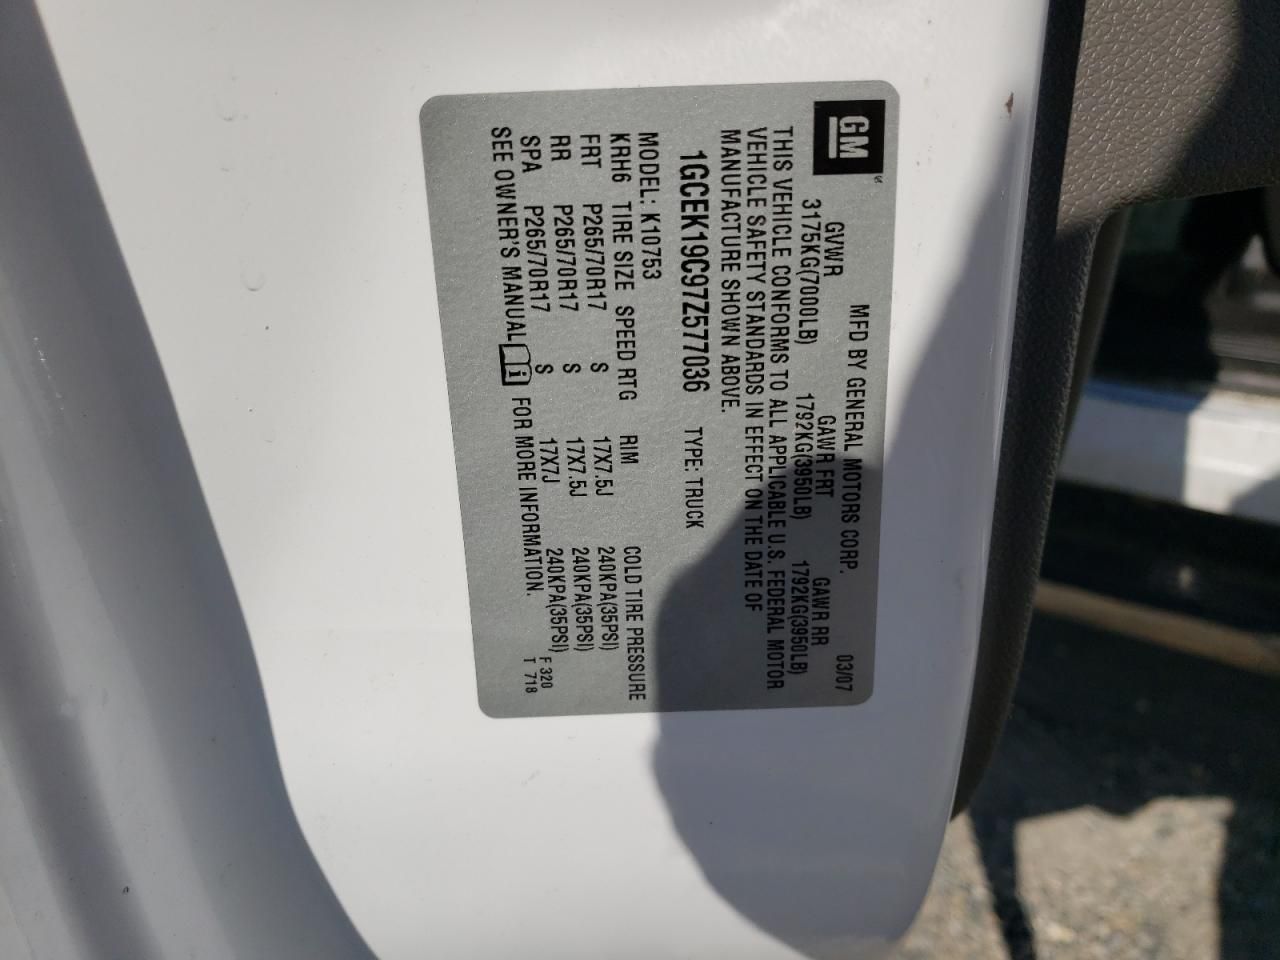 GM
MFD BY GENERAL MOTORS CORP. 03/07
GVWR GAWR FRT GAWR RR
3175KG(7000LB) 1792KG(3950LB) 1792KG(3950LB)
THIS VEHICLE CONFORMS TO ALL APPLICABLE U.S. FEDERAL MOTOR
VEHICLE SAFETY STANDARDS IN EFFECT ON THE DATE OF
MANUFACTURE SHOWN ABOVE.
1GCEK19C97Z577036 TYPE: TRUCK
MODEL: K10753
KRH6 TIRE SIZE SPEED RTG RIM COLD TIRE PRESSURE
FRT P265/70R17 S 17X7.5J 240KPA(35PSI)
RR P265/70R17 S 17X7.5J 240KPA(35PSI)
SPA P265/70R17 S 17X7J 240KPA(35PSI) F 320
SEE OWNER'S MANUAL i FOR MORE INFORMATION. T 718